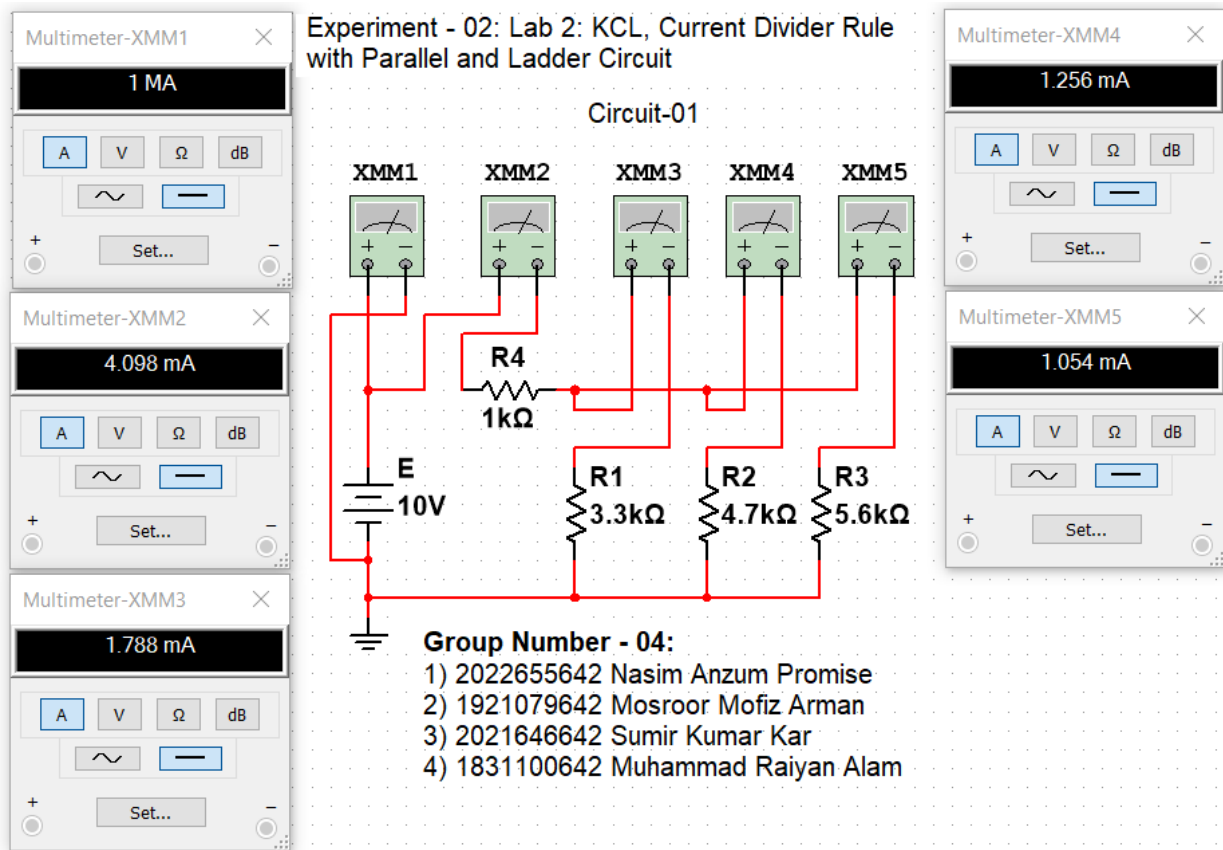 Multimeter-XMM1
1 MA
A V Ω dB
+ Set... −
Multimeter-XMM2
4.098 mA
A V Ω dB
+ Set... −
Multimeter-XMM3
1.788 mA
A V Ω dB
+ Set... −
Experiment - 02: Lab 2: KCL, Current Divider Rule
with Parallel and Ladder Circuit
Circuit-01
XMM1 XMM2 XMM3 XMM4 XMM5
+ − + − + − + − + −
R4
1kΩ
E
10V
R1
3.3kΩ
R2
4.7kΩ
R3
5.6kΩ
Group Number - 04:
1) 2022655642 Nasim Anzum Promise
2) 1921079642 Mosroor Mofiz Arman
3) 2021646642 Sumir Kumar Kar
4) 1831100642 Muhammad Raiyan Alam
Multimeter-XMM4
1.256 mA
A V Ω dB
+ Set... −
Multimeter-XMM5
1.054 mA
A V Ω dB
+ Set... −